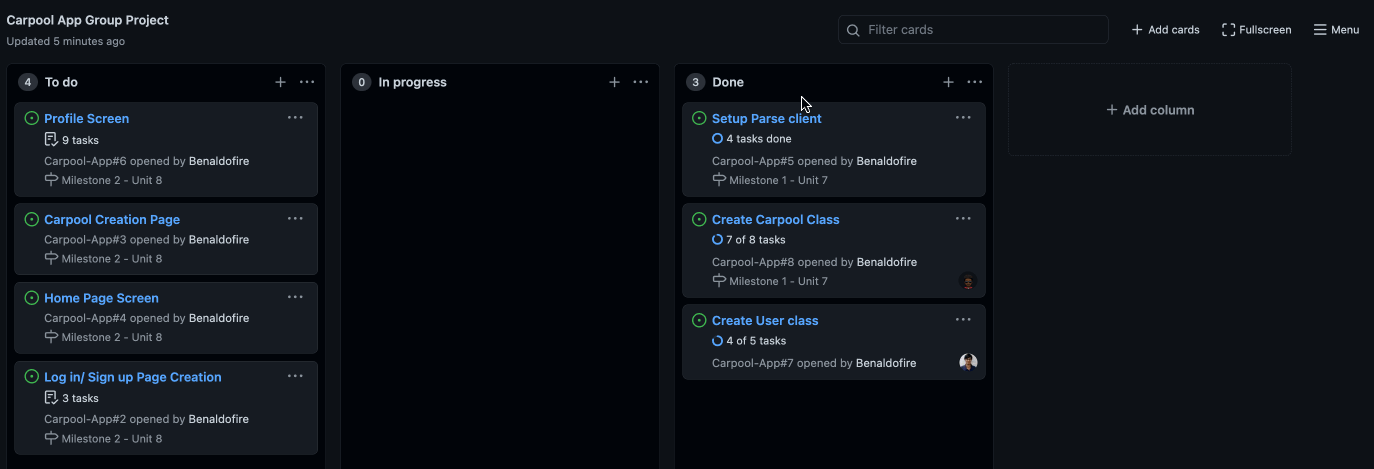 Carpool App Group Project
Updated 5 minutes ago
Filter cards
Add cards
Fullscreen
Menu
4 To do
Profile Screen
9 tasks
Carpool-App#6 opened by Benaldofire
Milestone 2 - Unit 8
Carpool Creation Page
Carpool-App#3 opened by Benaldofire
Milestone 2 - Unit 8
Home Page Screen
Carpool-App#4 opened by Benaldofire
Milestone 2 - Unit 8
Log in/ Sign up Page Creation
3 tasks
Carpool-App#2 opened by Benaldofire
Milestone 2 - Unit 8
0 In progress
3 Done
Setup Parse client
4 tasks done
Carpool-App#5 opened by Benaldofire
Milestone 1 - Unit 7
Create Carpool Class
7 of 8 tasks
Carpool-App#8 opened by Benaldofire
Milestone 1 - Unit 7
Create User class
4 of 5 tasks
Carpool-App#7 opened by Benaldofire
Add column